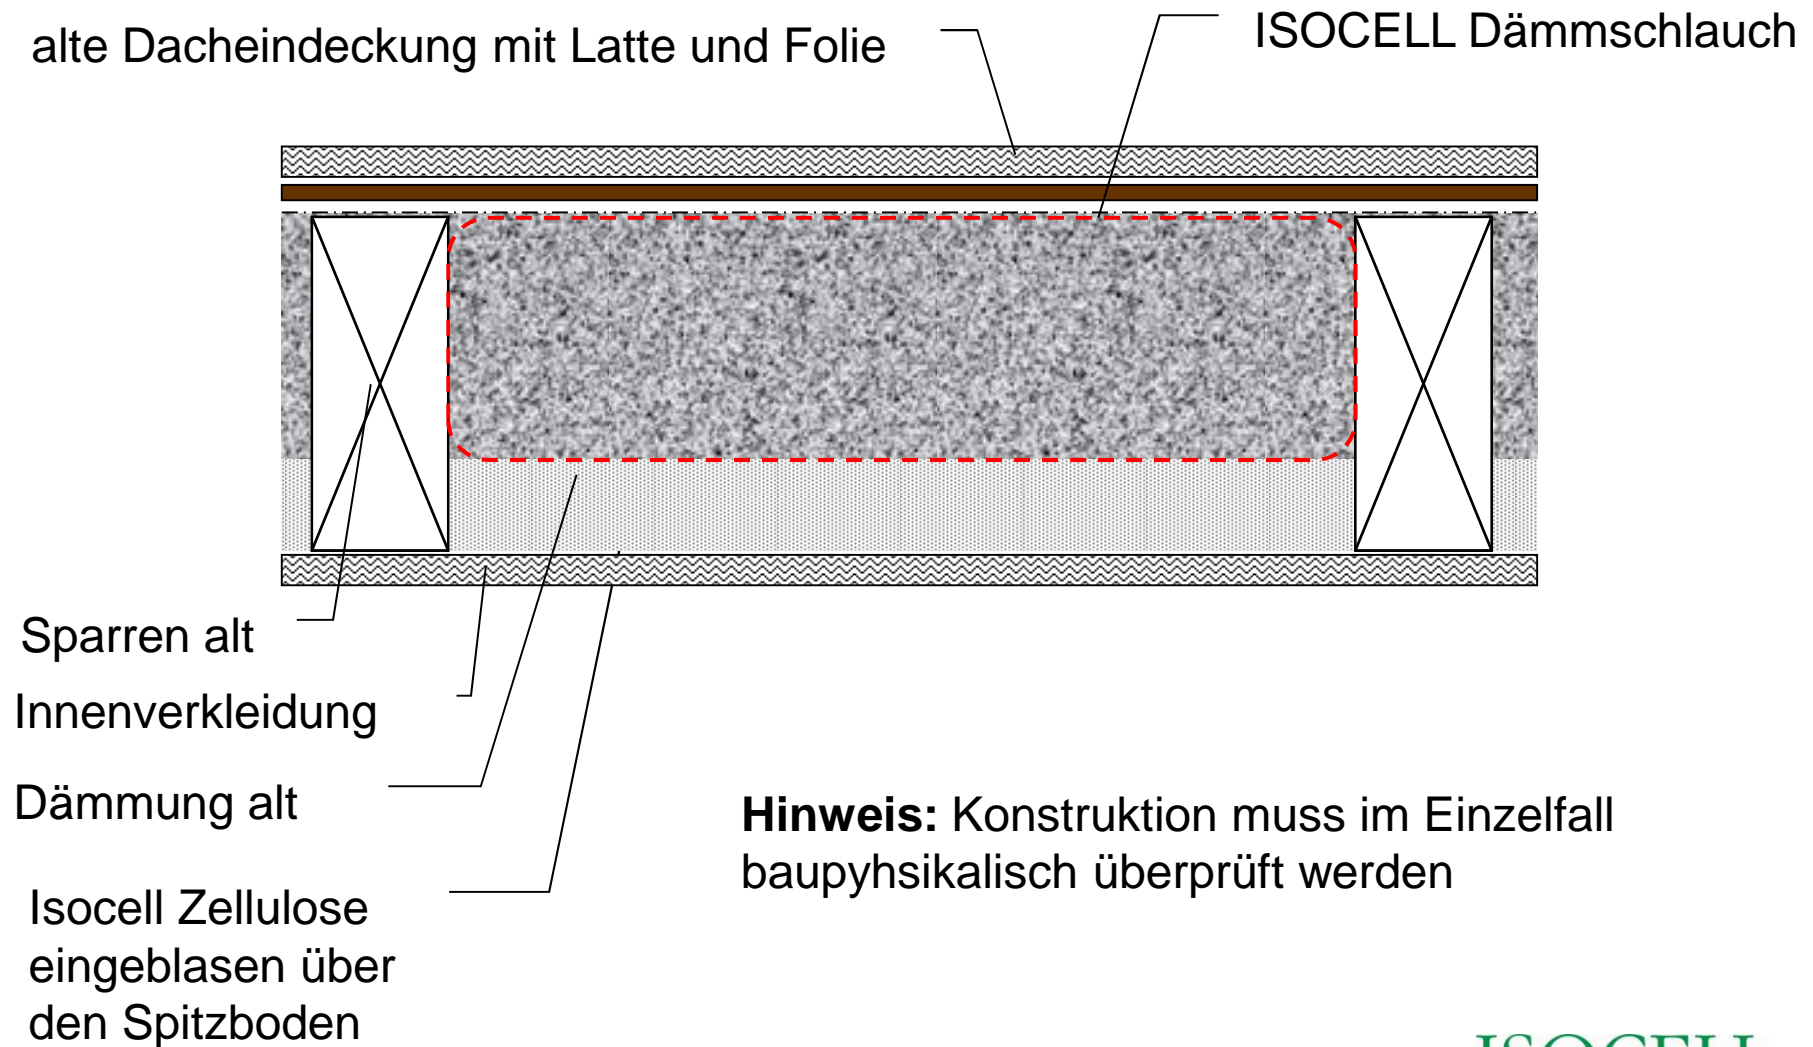 alte Dacheindeckung mit Latte und Folie
ISOCELL Dämmschlauch
Sparren alt
Innenverkleidung
Dämmung alt
Hinweis: Konstruktion muss im Einzelfall
baupyhsikalisch überprüft werden
Isocell Zellulose
eingeblasen über
den Spitzboden
ISOCELL